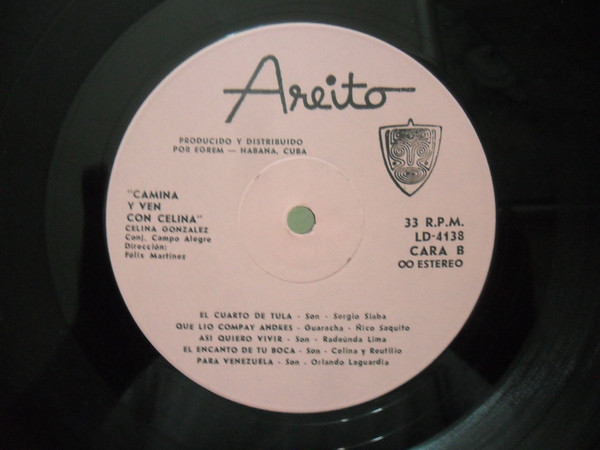 Areito
PRODUCIDO Y DISTRIBUIDO
POR EGREM — HABANA, CUBA
"CAMINA
Y VEN
CON CELINA"
CELINA GONZALEZ
Conj. Campo Alegre
Dirección:
Félix Martínez
33 R.P.M.
LD-4138
CARA B
∞ ESTEREO
EL CUARTO DE TULA - Son - Sergio Siaba
QUE LIO COMPAY ANDRES - Guaracha - Ñico Saquito
ASI QUIERO VIVIR - Son - Radeunda Lima
EL ENCANTO DE TU BOCA - Son - Celina y Reutilio
PARA VENEZUELA - Son - Orlando Laguardia